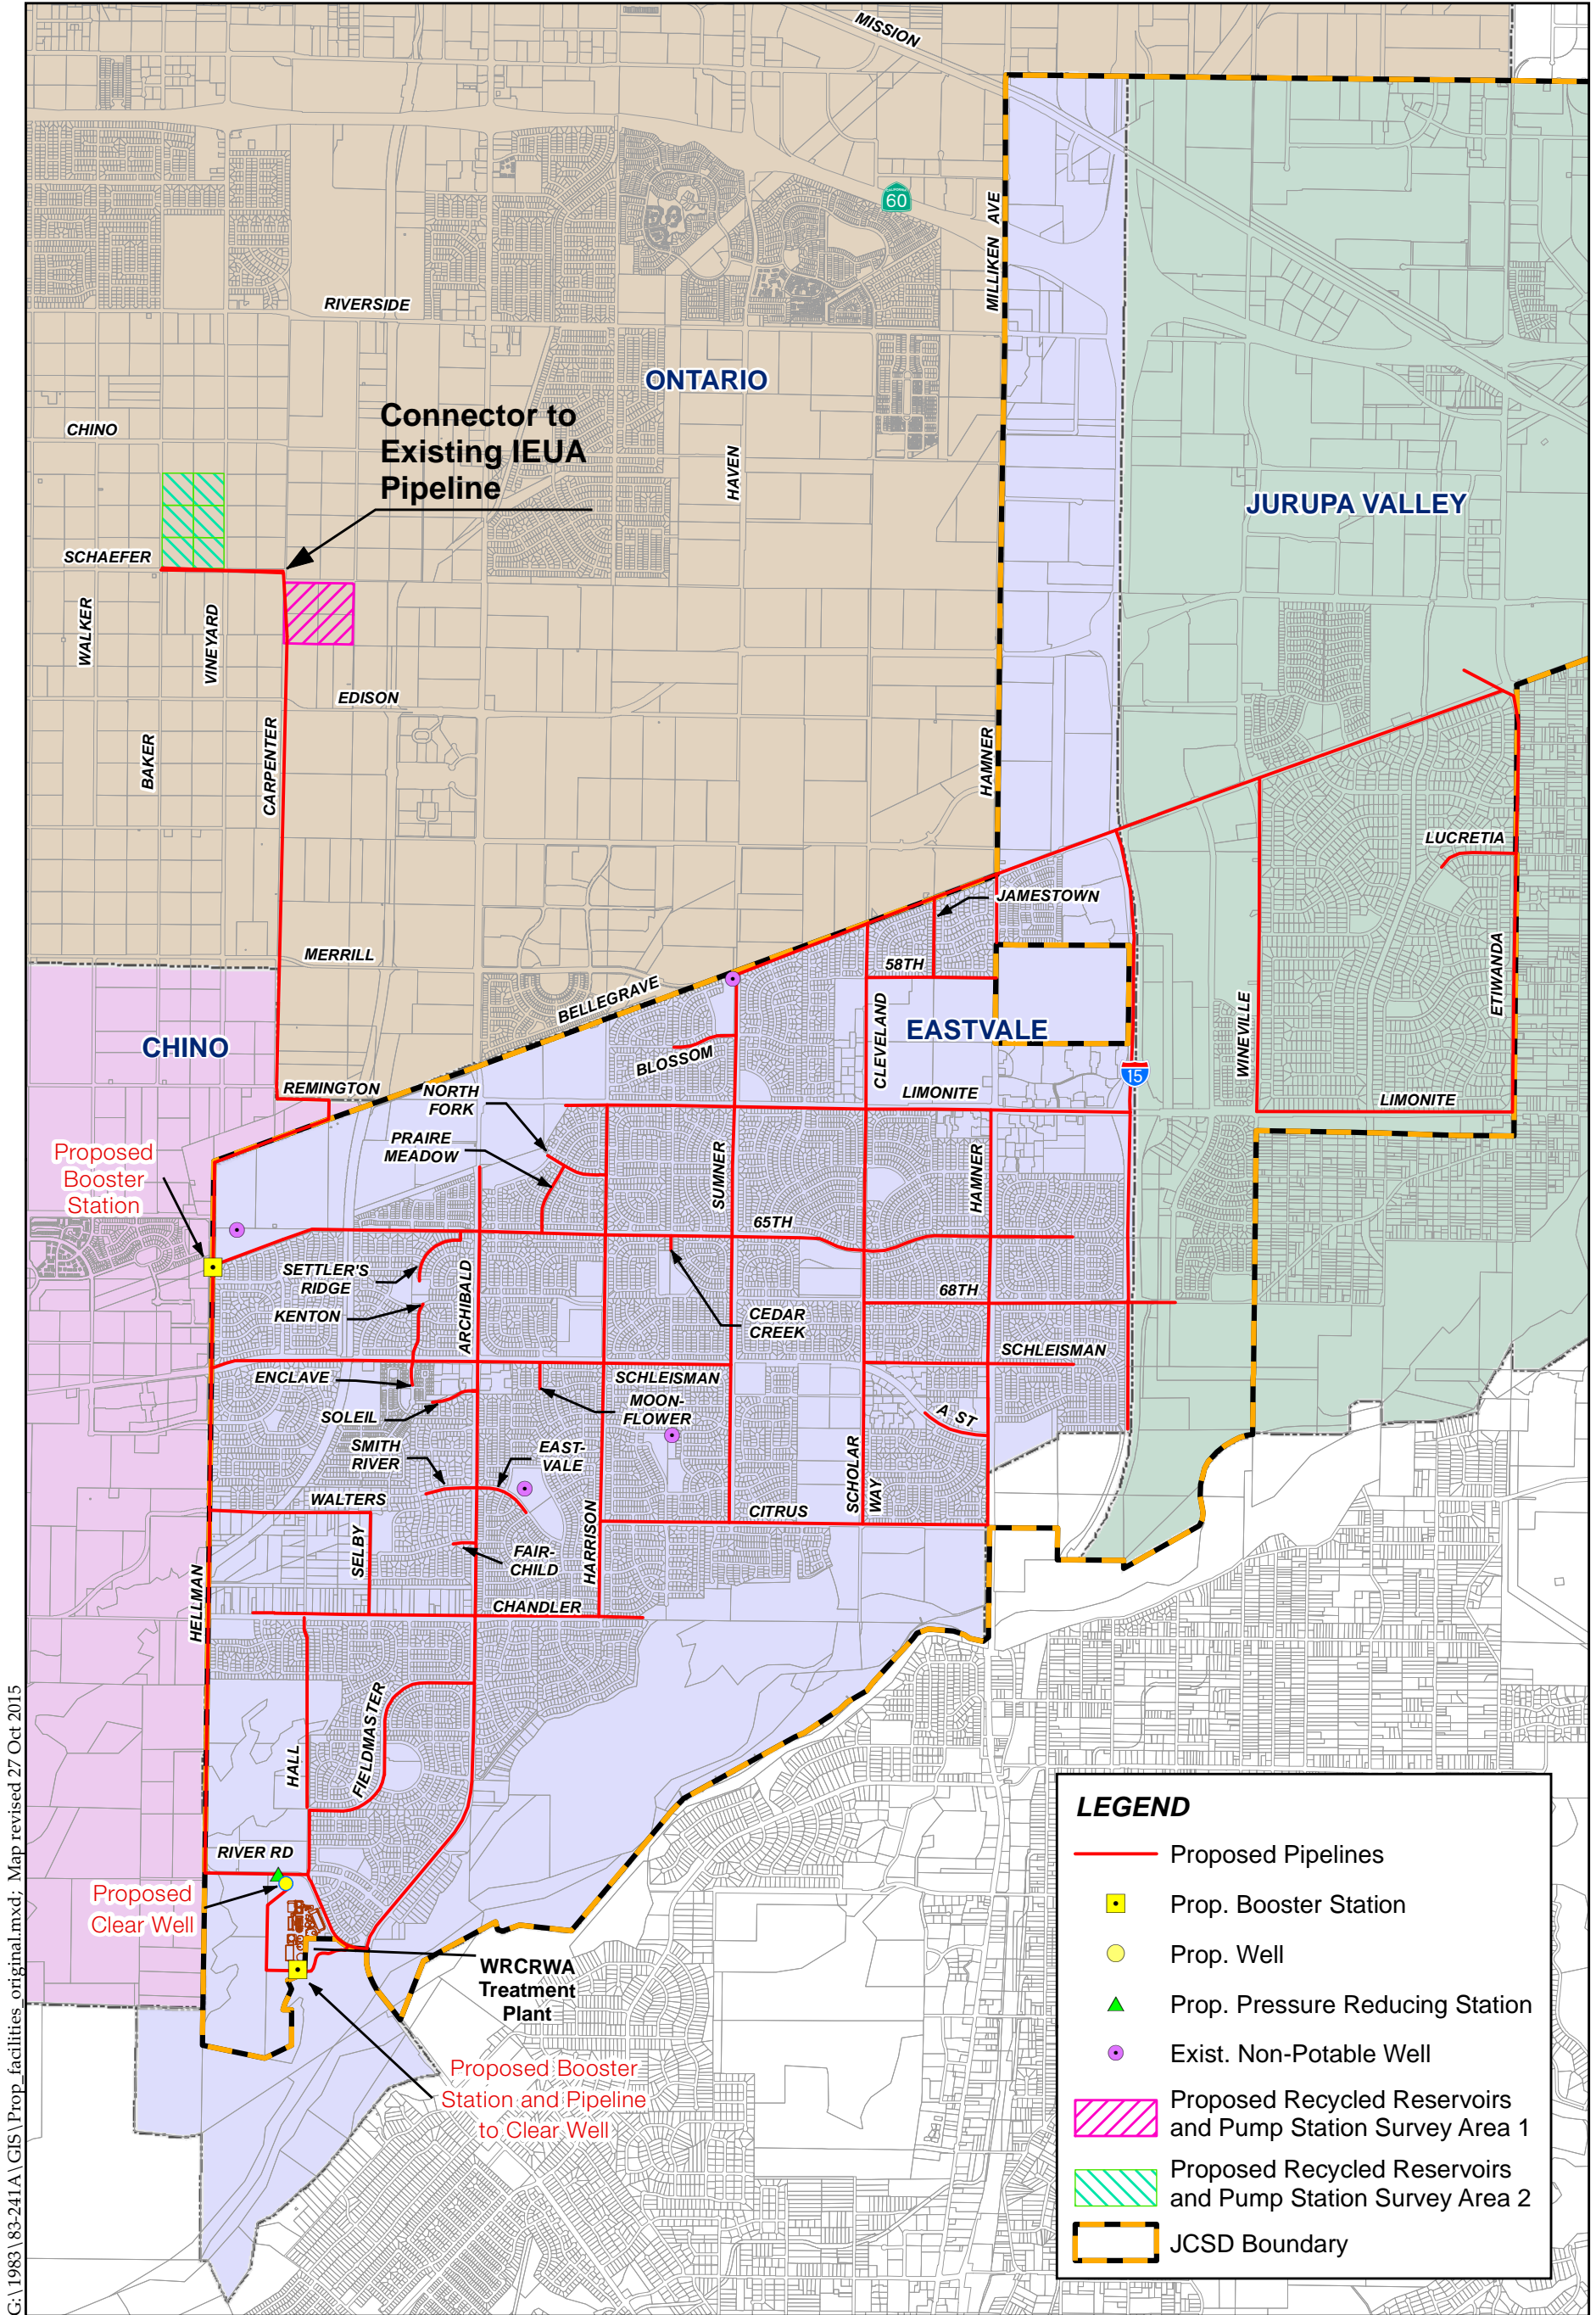 MISSION
CALIFORNIA
60
MILLIKEN AVE
RIVERSIDE
ONTARIO
Connector to
Existing IEUA
Pipeline
CHINO
HAVEN
JURUPA VALLEY
SCHAEFER
WALKER
VINEYARD
EDISON
BAKER
CARPENTER
HAMNER
LUCRETIA
JAMESTOWN
MERRILL
58TH
BELLEGRAVE
ETIWANDA
CHINO
EASTVALE
CLEVELAND
WINEVILLE
BLOSSOM
15
REMINGTON
NORTH
FORK
LIMONITE
LIMONITE
PRAIRE
MEADOW
Proposed
Booster
Station
SUMNER
HAMNER
65TH
SETTLER'S
RIDGE
ARCHIBALD
68TH
KENTON
CEDAR
CREEK
SCHLEISMAN
ENCLAVE
SCHLEISMAN
SOLEIL
MOON-
FLOWER
A ST
SMITH
RIVER
EAST-
VALE
SCHOLAR
WAY
WALTERS
CITRUS
SELBY
HARRISON
FAIR-
CHILD
HELLMAN
CHANDLER
FIELDMASTER
HALL
RIVER RD
Proposed
Clear Well
WRCRWA
Treatment
Plant
Proposed Booster
Station and Pipeline
to Clear Well
LEGEND
Proposed Pipelines
Prop. Booster Station
Prop. Well
Prop. Pressure Reducing Station
Exist. Non-Potable Well
Proposed Recycled Reservoirs
and Pump Station Survey Area 1
Proposed Recycled Reservoirs
and Pump Station Survey Area 2
JCSD Boundary
G:\1983\83-241A\GIS\Prop_facilities_original.mxd; Map revised 27 Oct 2015